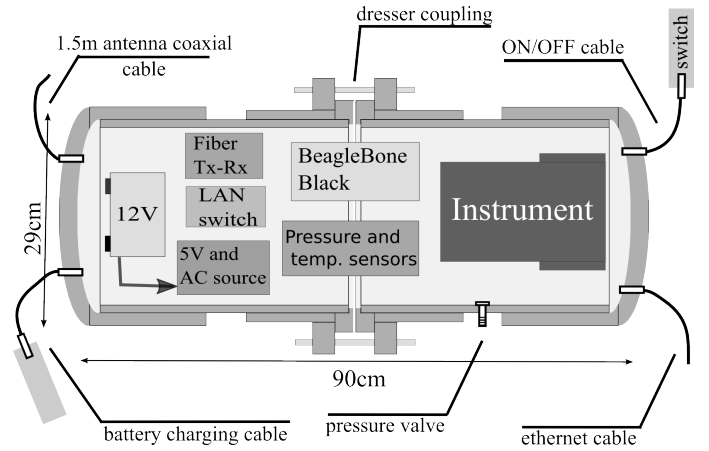 dresser coupling
1.5m antenna coaxial
cable
ON/OFF cable
switch
Fiber
Tx-Rx
BeagleBone
Black
LAN
switch
12V
Instrument
29cm
5V and
AC source
Pressure and
temp. sensors
90cm
battery charging cable
pressure valve
ethernet cable